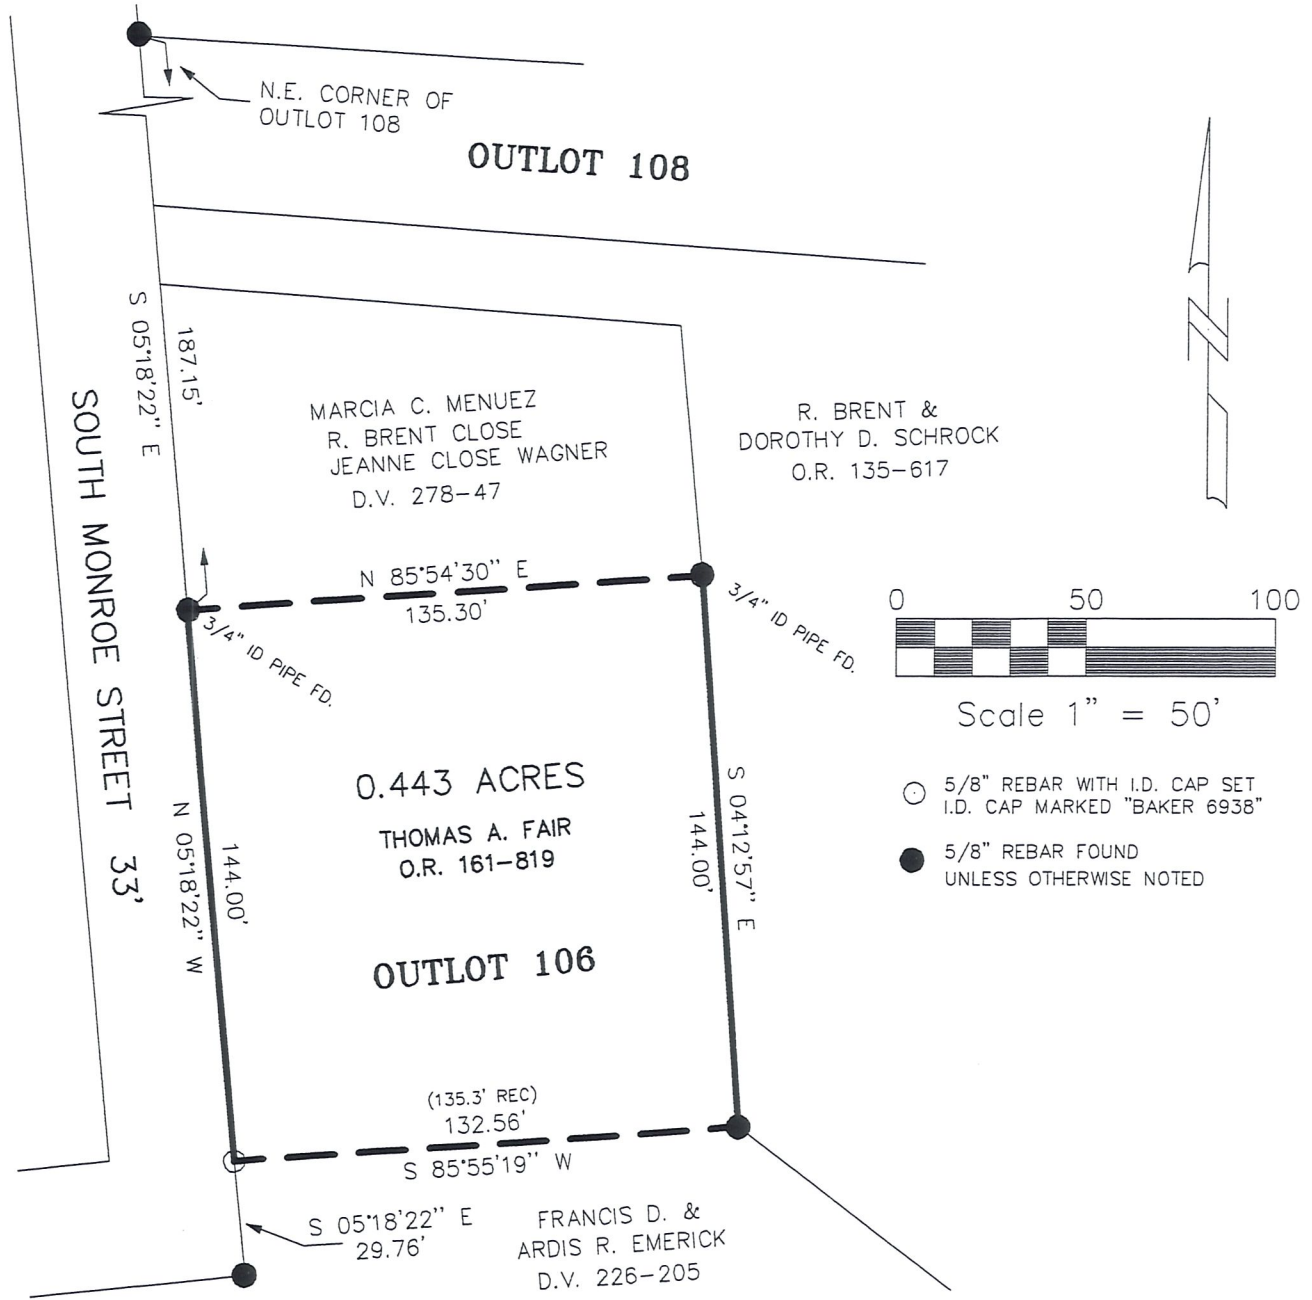 N.E. CORNER OF
OUTLOT 108
OUTLOT 108
S 05°18'22" E
187.15'
MARCIA C. MENUEZ
R. BRENT CLOSE
JEANNE CLOSE WAGNER
D.V. 278-47
R. BRENT &
DOROTHY D. SCHROCK
O.R. 135-617
N
SOUTH MONROE STREET 33'
N 85°54'30" E
135.30'
3/4" ID PIPE FD.
3/4" ID PIPE FD.
0 50 100
Scale 1" = 50'
5/8" REBAR WITH I.D. CAP SET
I.D. CAP MARKED "BAKER 6938"
5/8" REBAR FOUND
UNLESS OTHERWISE NOTED
0.443 ACRES
THOMAS A. FAIR
O.R. 161-819
N 05°18'22" W
144.00'
144.00'
S 04°12'57" E
OUTLOT 106
(135.3' REC)
132.56'
S 85°55'19" W
S 05°18'22" E
29.76'
FRANCIS D. &
ARDIS R. EMERICK
D.V. 226-205